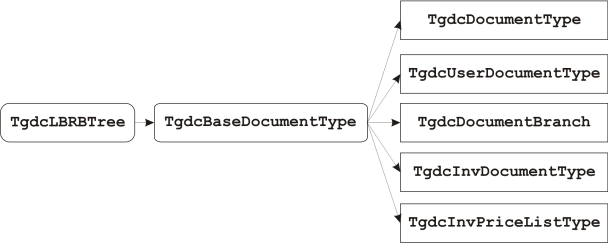 TgdcDocumentType
TgdcUserDocumentType
TgdcLBRBTree
TgdcBaseDocumentType
TgdcDocumentBranch
TgdcInvDocumentType
TgdcInvPriceListType